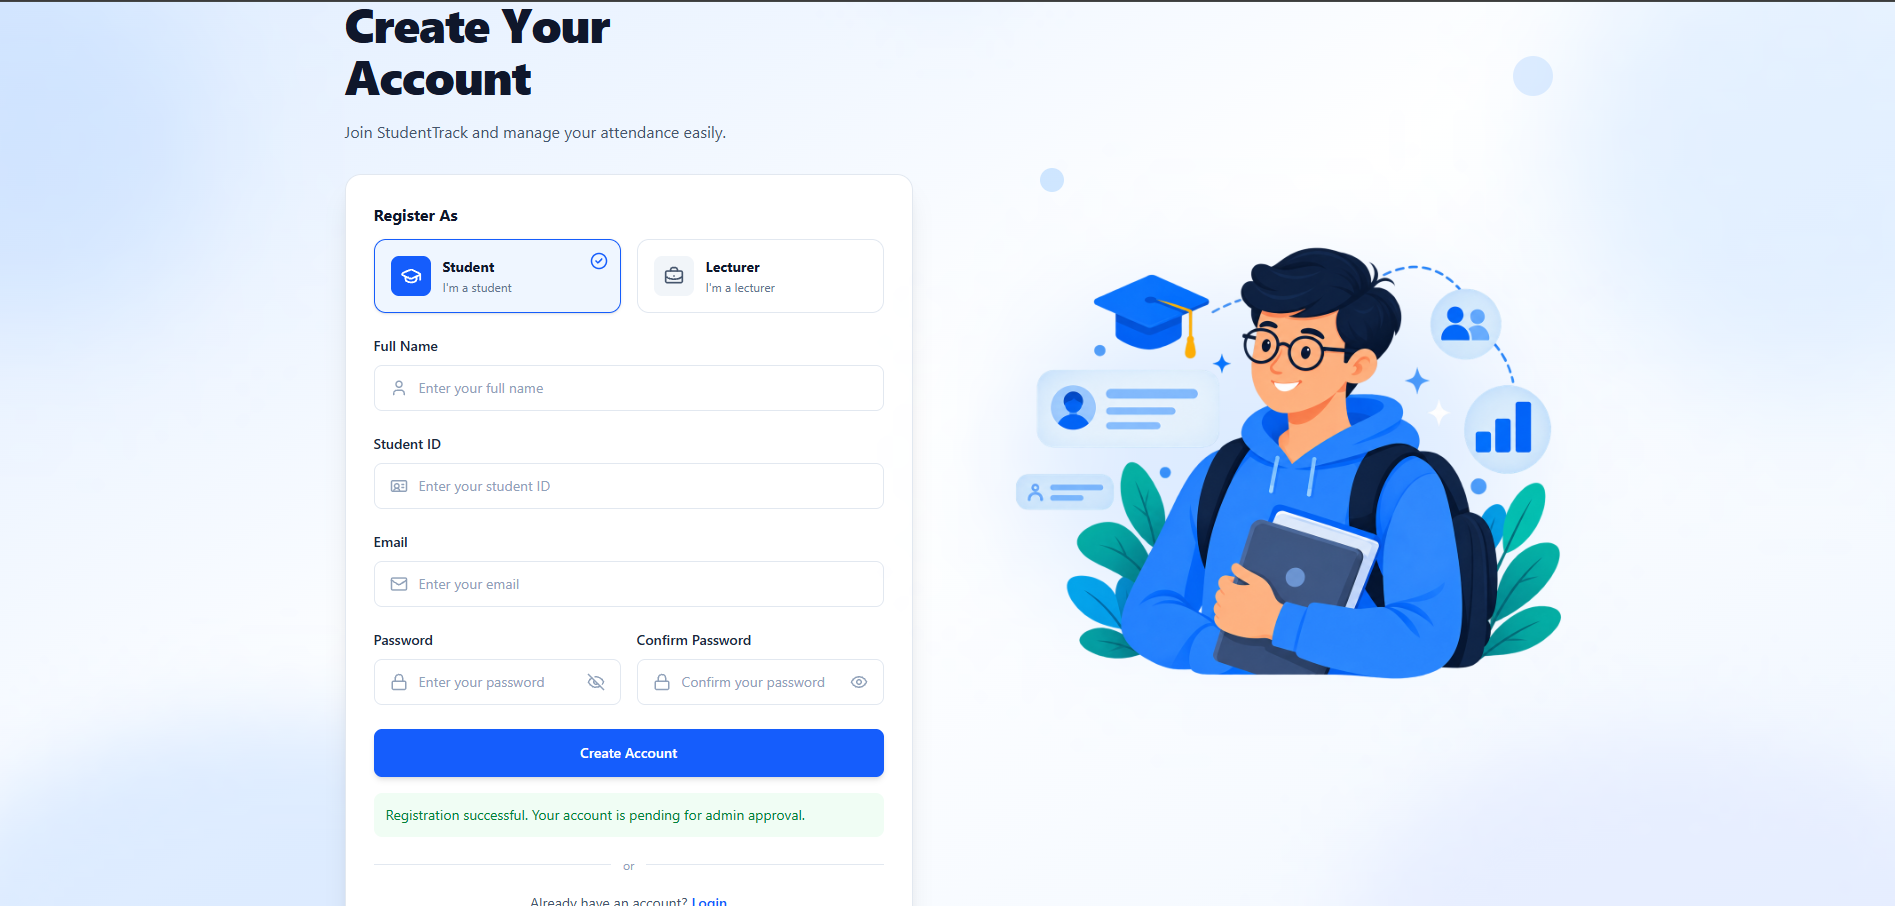 Create Your
Account
Join StudentTrack and manage your attendance easily.
Register As
Student
I'm a student
Lecturer
I'm a lecturer
Full Name
Enter your full name
Student ID
Enter your student ID
Email
Enter your email
Password
Confirm Password
Enter your password
Confirm your password
Create Account
Registration successful. Your account is pending for admin approval.
or
Already have an account? Login